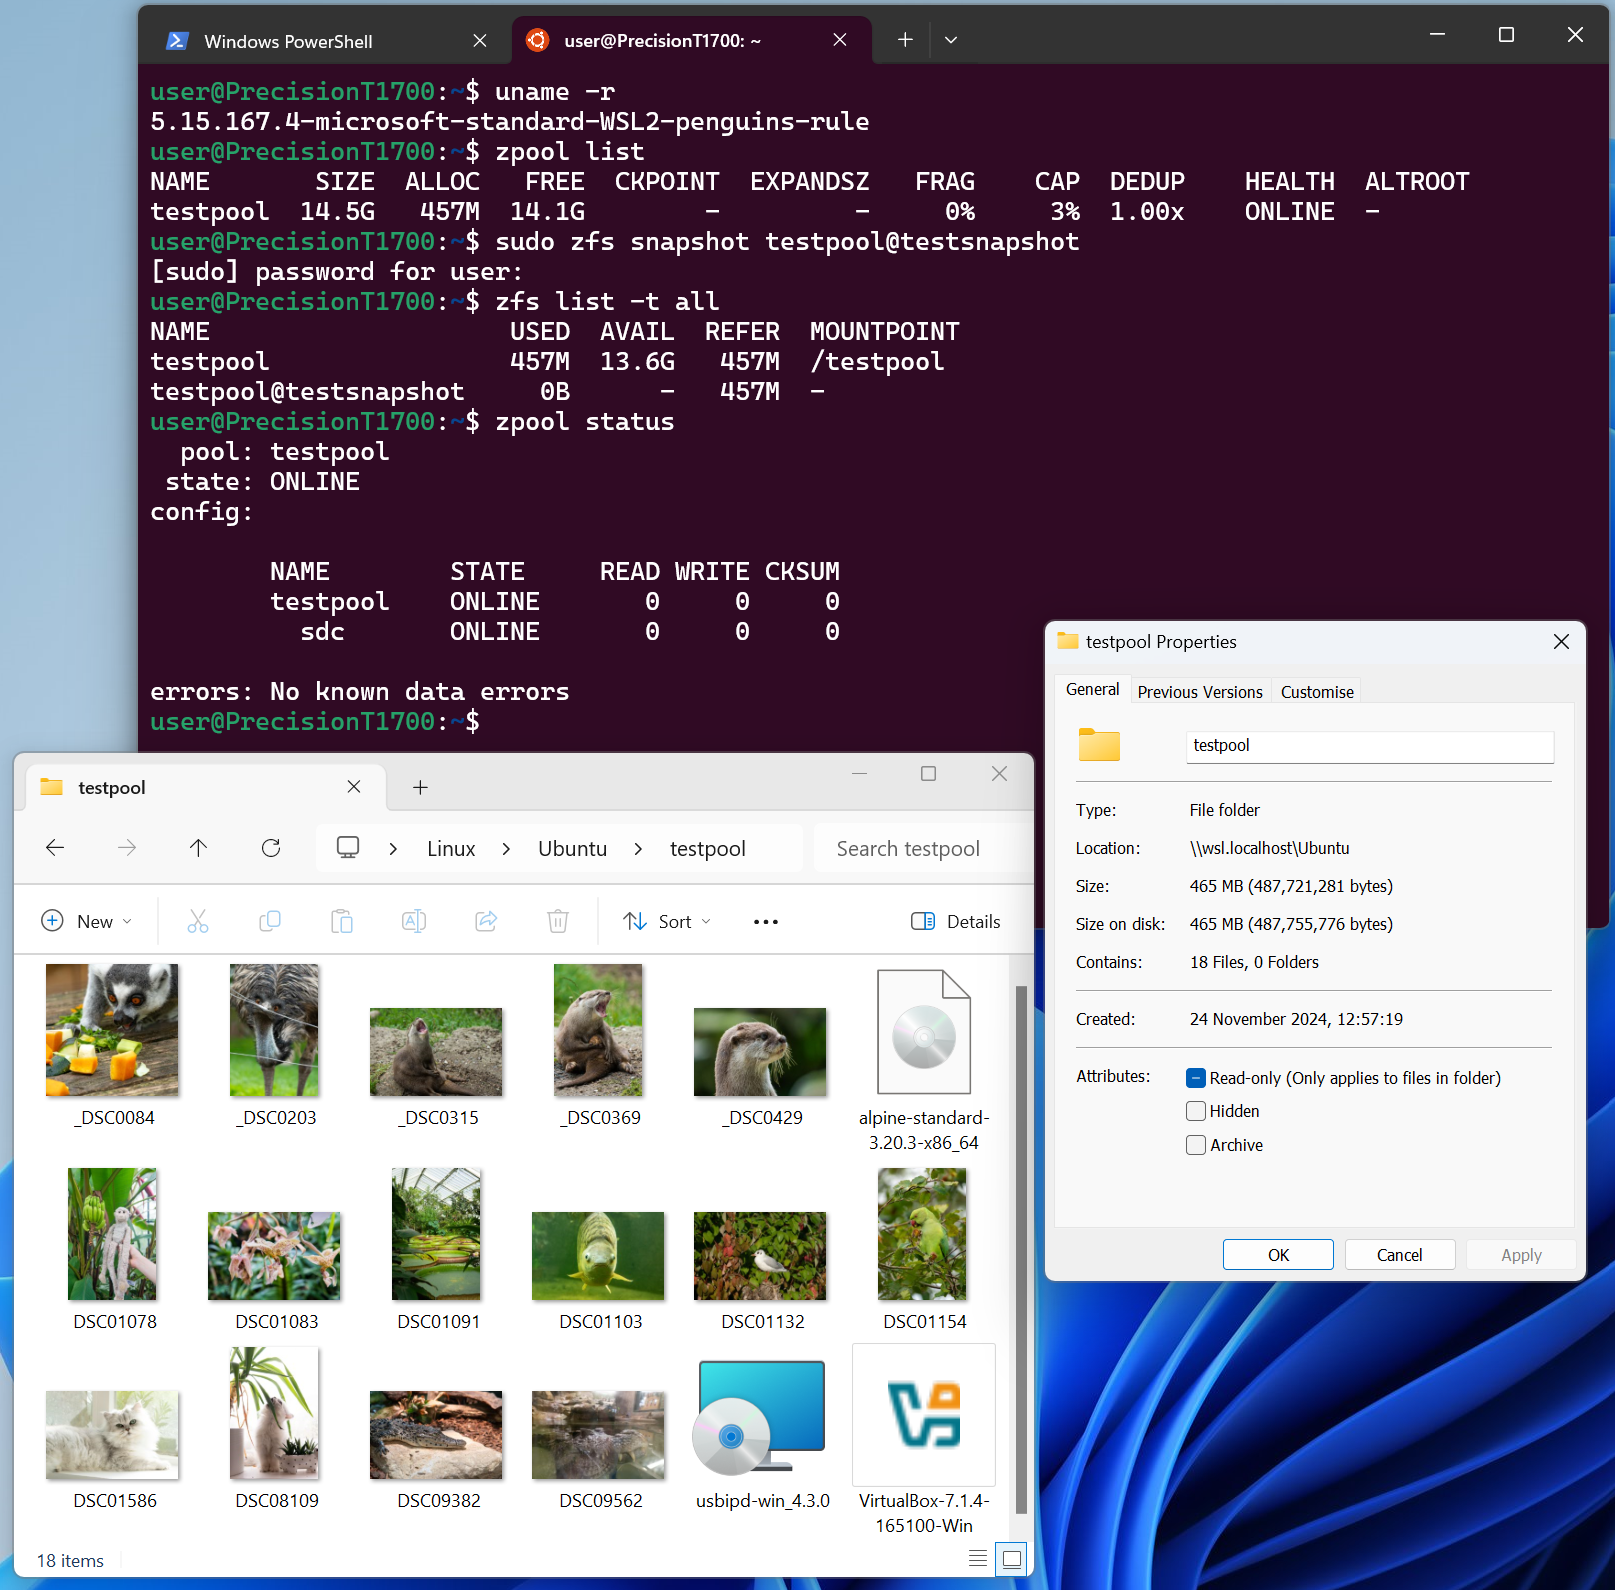 Windows PowerShell
user@PrecisionT1700: ~
user@PrecisionT1700:~$ uname -r
5.15.167.4-microsoft-standard-WSL2-penguins-rule
user@PrecisionT1700:~$ zpool list
NAME       SIZE  ALLOC   FREE  CKPOINT  EXPANDSZ   FRAG    CAP  DEDUP    HEALTH  ALTROOT
testpool  14.5G   457M  14.1G        -         -     0%     3%  1.00x    ONLINE  -
user@PrecisionT1700:~$ sudo zfs snapshot testpool@testsnapshot
[sudo] password for user:
user@PrecisionT1700:~$ zfs list -t all
NAME                    USED  AVAIL  REFER  MOUNTPOINT
testpool                457M  13.6G   457M  /testpool
testpool@testsnapshot     0B      -   457M  -
user@PrecisionT1700:~$ zpool status
  pool: testpool
 state: ONLINE
config:
        NAME        STATE     READ WRITE CKSUM
        testpool    ONLINE       0     0     0
          sdc       ONLINE       0     0     0
errors: No known data errors
user@PrecisionT1700:~$
testpool
Linux > Ubuntu > testpool
Search testpool
New
Sort
Details
_DSC0084
_DSC0203
_DSC0315
_DSC0369
_DSC0429
alpine-standard-
3.20.3-x86_64
DSC01078
DSC01083
DSC01091
DSC01103
DSC01132
DSC01154
DSC01586
DSC08109
DSC09382
DSC09562
usbipd-win_4.3.0
VirtualBox-7.1.4-
165100-Win
18 items
testpool Properties
General
Previous Versions
Customise
testpool
Type: File folder
Location: \\wsl.localhost\Ubuntu
Size: 465 MB (487,721,281 bytes)
Size on disk: 465 MB (487,755,776 bytes)
Contains: 18 Files, 0 Folders
Created: 24 November 2024, 12:57:19
Attributes: Read-only (Only applies to files in folder)
Hidden
Archive
OK
Cancel
Apply